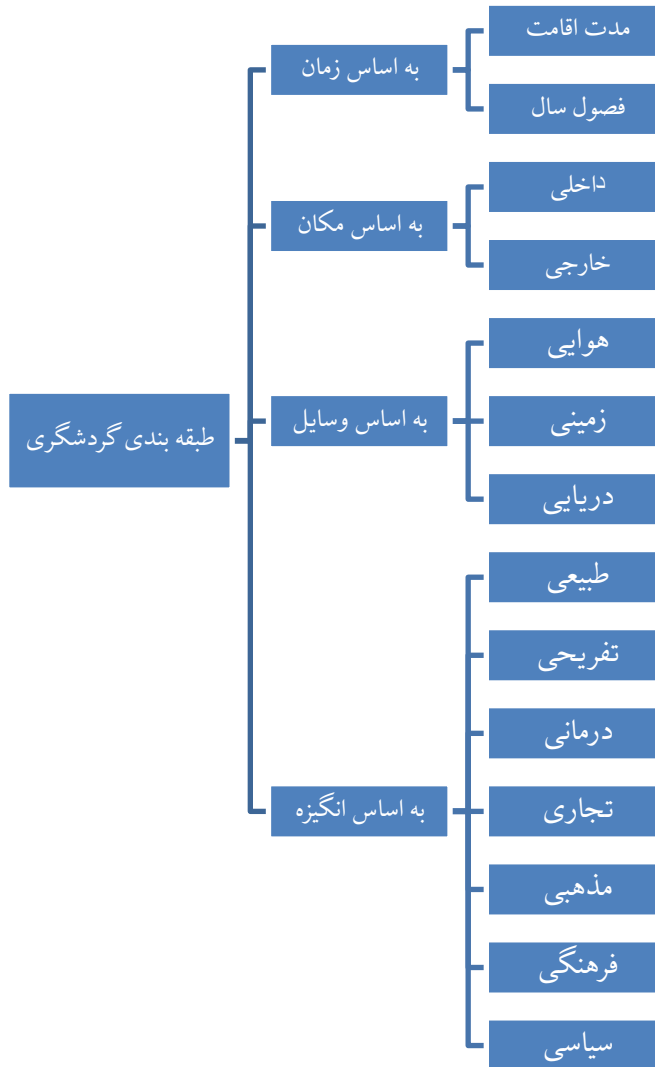 طبقه بندی گردشگری
به اساس زمان
مدت اقامت
فصول سال
به اساس مکان
داخلی
خارجی
به اساس وسایل
هوایی
زمینی
دریایی
به اساس انگیزه
طبیعی
تفریحی
درمانی
تجاری
مذهبی
فرهنگی
سیاسی